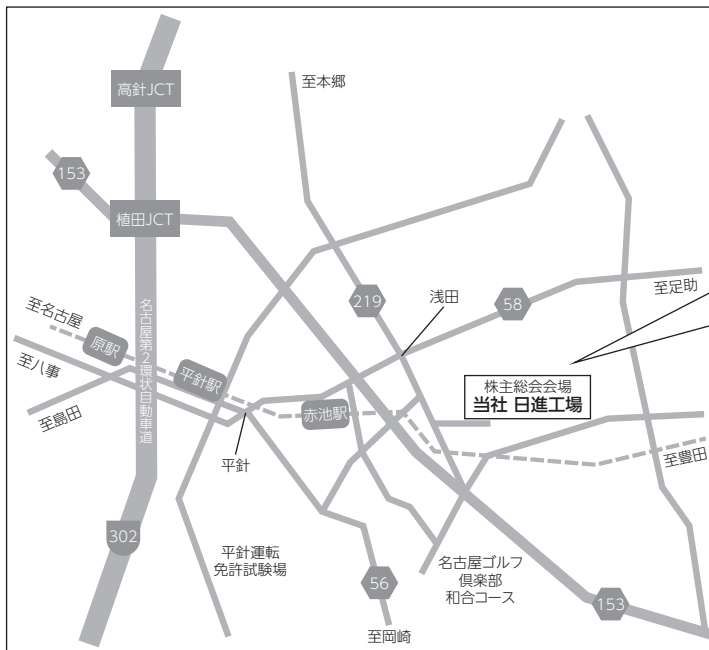 高針JCT
至本郷
153
植田JCT
219
浅田
58
至足助
名古屋第2環状自動車道
至名古屋
原駅
至八事
平針駅
至島田
赤池駅
株主総会会場
当社 日進工場
平針
至豊田
302
平針運転
免許試験場
56
名古屋ゴルフ
倶楽部
和合コース
153
至岡崎